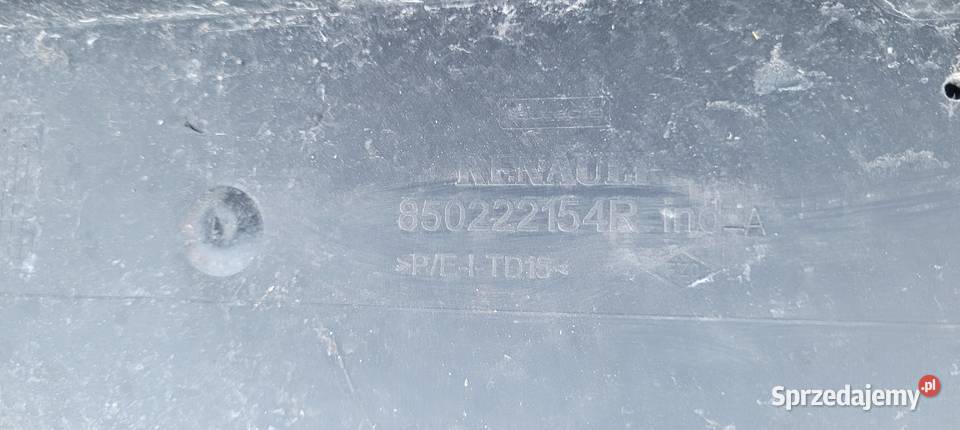 RENAULT
850222154R ind_A
>P/E-I-TD15<
Sprzedajemy.pl